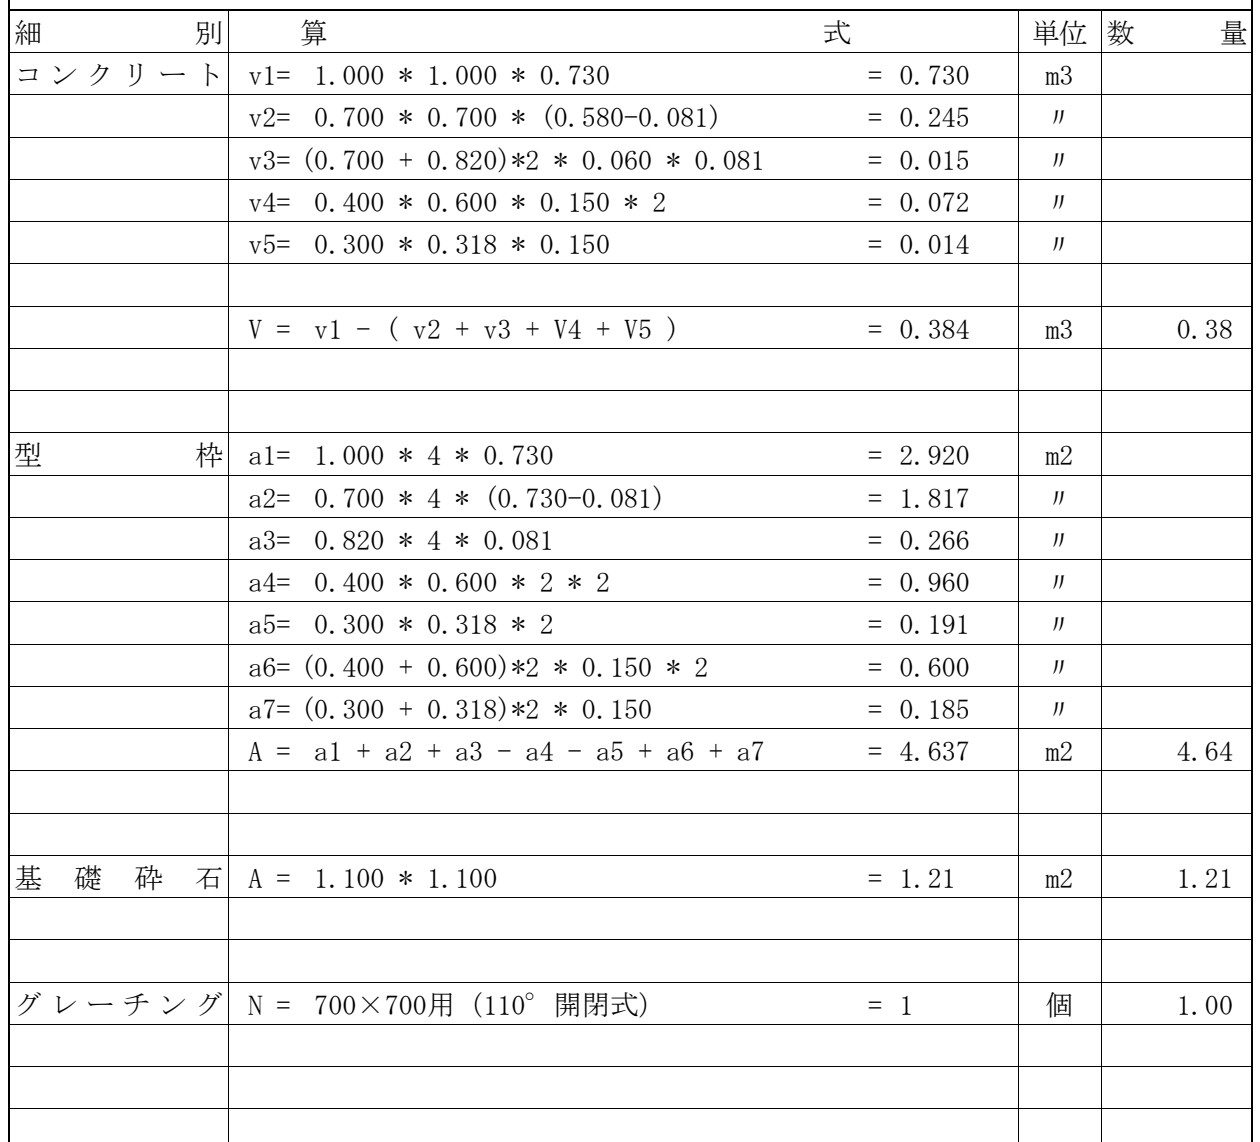 細 別 算 式 単位 数 量
コンクリート v1= 1.000 * 1.000 * 0.730 = 0.730 m3
v2= 0.700 * 0.700 * (0.580-0.081) = 0.245 〃
v3= (0.700 + 0.820)*2 * 0.060 * 0.081 = 0.015 〃
v4= 0.400 * 0.600 * 0.150 * 2 = 0.072 〃
v5= 0.300 * 0.318 * 0.150 = 0.014 〃
V = v1 - ( v2 + v3 + V4 + V5 ) = 0.384 m3 0.38
型 枠 a1= 1.000 * 4 * 0.730 = 2.920 m2
a2= 0.700 * 4 * (0.730-0.081) = 1.817 〃
a3= 0.820 * 4 * 0.081 = 0.266 〃
a4= 0.400 * 0.600 * 2 * 2 = 0.960 〃
a5= 0.300 * 0.318 * 2 = 0.191 〃
a6= (0.400 + 0.600)*2 * 0.150 * 2 = 0.600 〃
a7= (0.300 + 0.318)*2 * 0.150 = 0.185 〃
A = a1 + a2 + a3 - a4 - a5 + a6 + a7 = 4.637 m2 4.64
基 礎 砕 石 A = 1.100 * 1.100 = 1.21 m2 1.21
グレーチング N = 700×700用 (110°開閉式) = 1 個 1.00